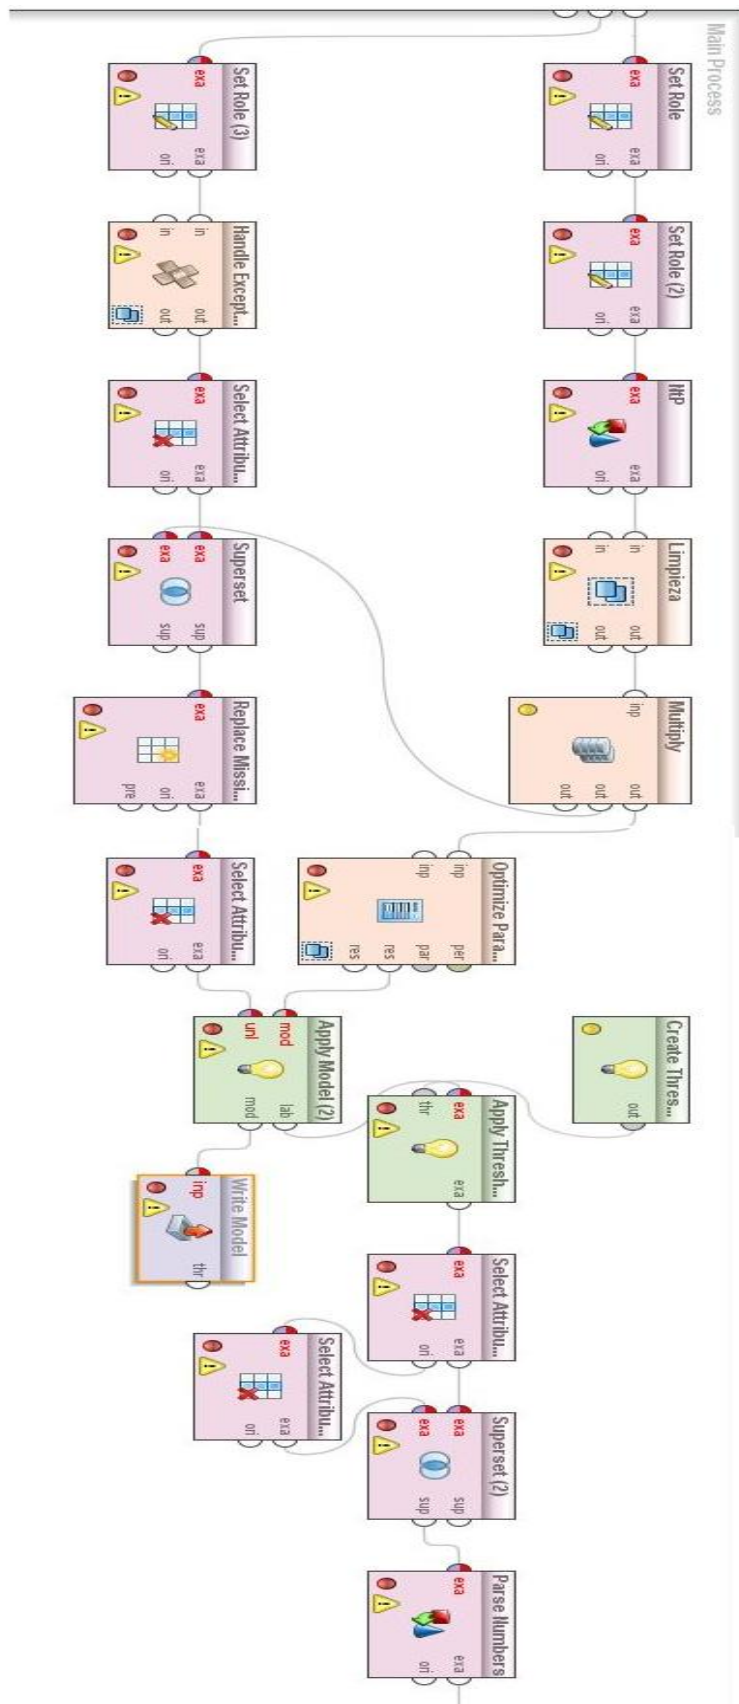 Main Process
Set Role
exa
exa
ori
Set Role (2)
exa
exa
ori
NtP
exa
exa
ori
Limpieza
in
in
out
out
Multiply
inp
out
out
out
Set Role (3)
exa
exa
ori
Handle Except...
in
in
out
out
Select Attribu...
exa
exa
ori
Superset
exa
exa
sup
sup
Replace Missi...
exa
exa
ori
pre
Select Attribu...
exa
exa
ori
Optimize Para...
inp
inp
per
par
res
res
Create Thres...
out
Apply Model (2)
mod
unl
lab
mod
Apply Thresh...
exa
thr
exa
Write Model
inp
thr
Select Attribu...
exa
exa
ori
Select Attribu...
exa
exa
ori
Superset (2)
exa
exa
sup
sup
Parse Numbers
exa
exa
ori